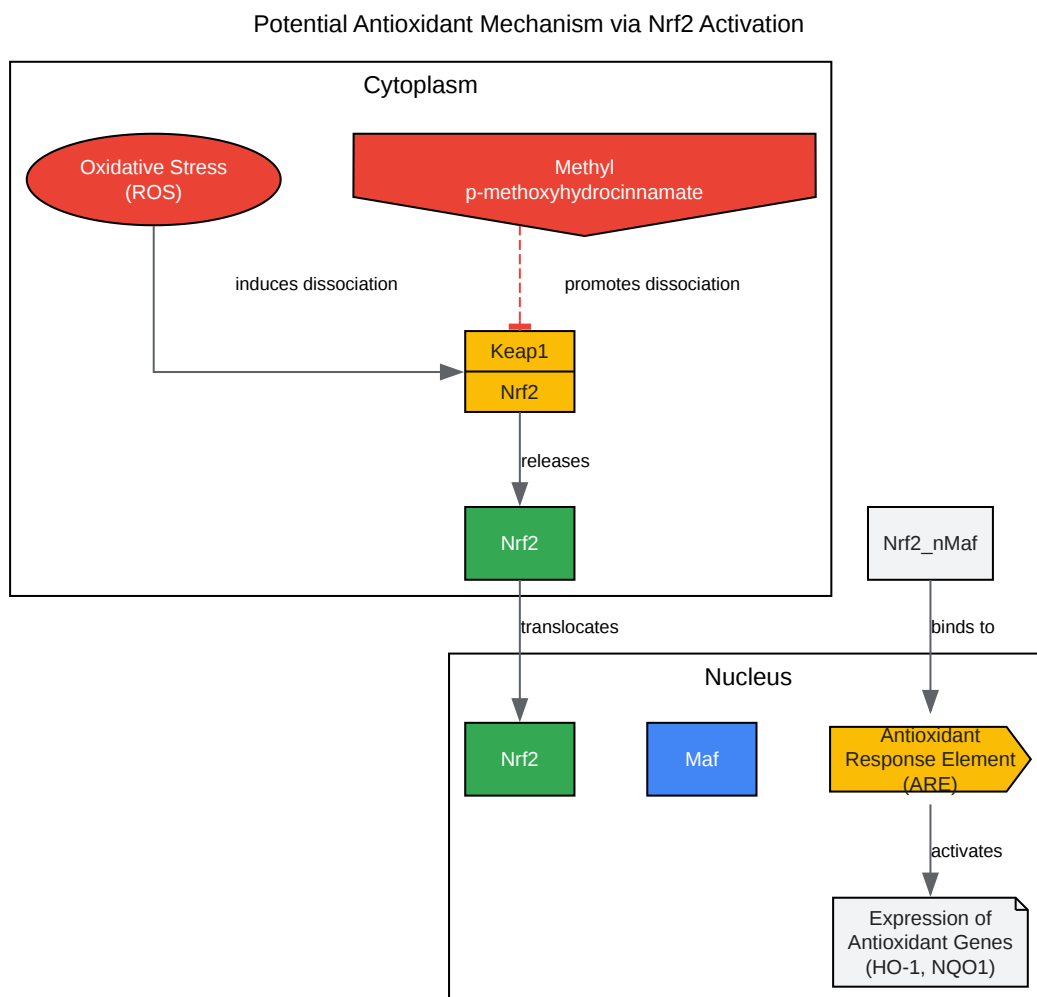 Potential Antioxidant Mechanism via Nrf2 Activation
Cytoplasm
Oxidative Stress
(ROS)
Methyl
p-methoxyhydrocinnamate
induces dissociation
promotes dissociation
Keap1
Nrf2
releases
Nrf2
Nrf2_nMaf
translocates
binds to
Nucleus
Nrf2
Maf
Antioxidant
Response Element
(ARE)
activates
Expression of
Antioxidant Genes
(HO-1, NQO1)